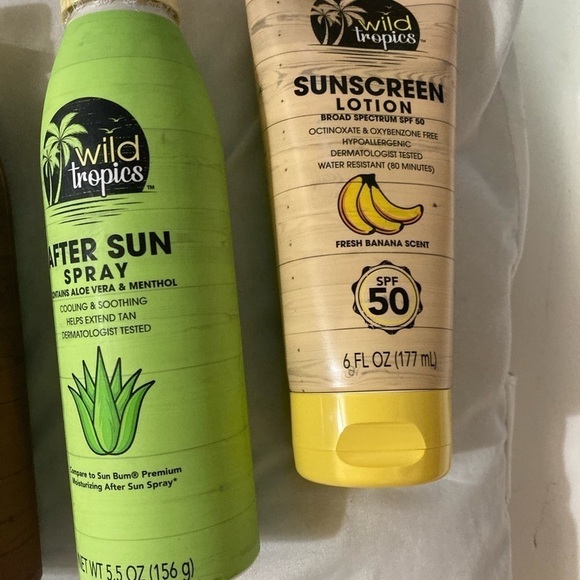 wild
tropics™
AFTER SUN
SPRAY
CONTAINS ALOE VERA & MENTHOL
COOLING & SOOTHING
HELPS EXTEND TAN
DERMATOLOGIST TESTED
Compare to Sun Bum® Premium
Moisturizing After Sun Spray*
NET WT 5.5 OZ (156 g)
wild
tropics™
SUNSCREEN
LOTION
BROAD SPECTRUM SPF 50
OCTINOXATE & OXYBENZONE FREE
HYPOALLERGENIC
DERMATOLOGIST TESTED
WATER RESISTANT (80 MINUTES)
FRESH BANANA SCENT
SPF
50
6 FL OZ (177 mL)